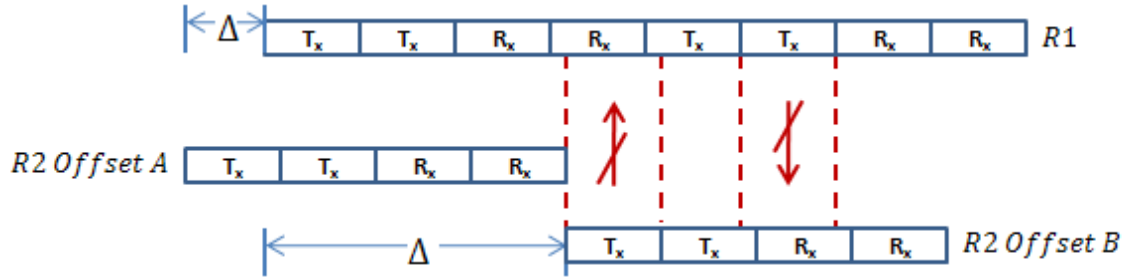 Δ Tₓ Tₓ Rₓ Rₓ Tₓ Tₓ Rₓ Rₓ R1
R2 Offset A Tₓ Tₓ Rₓ Rₓ
Δ Tₓ Tₓ Rₓ Rₓ R2 Offset B